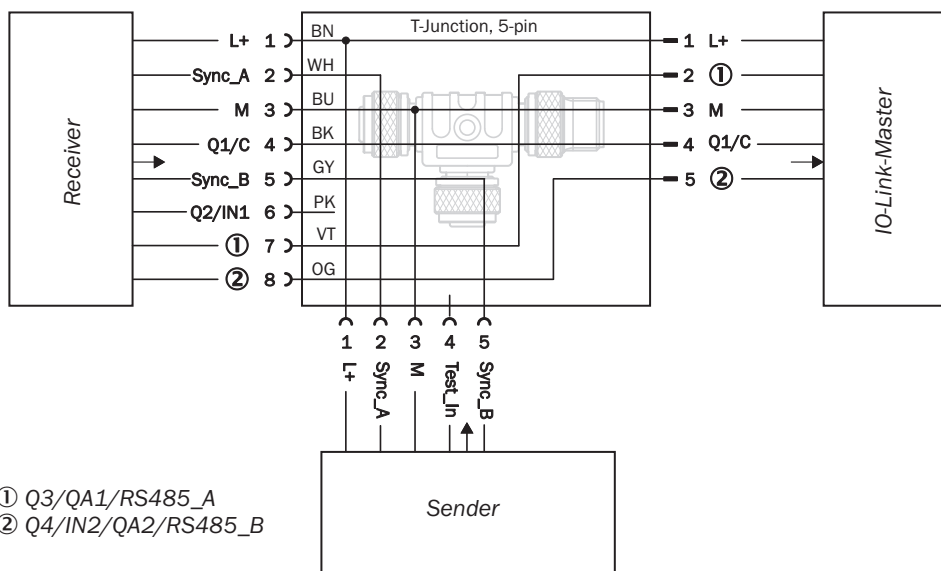 T-Junction, 5-pin
L+ 1 BN 1 L+
Sync_A 2 WH 2 ①
M 3 BU 3 M
Q1/C 4 BK 4 Q1/C
Sync_B 5 GY 5 ②
Q2/IN1 6 PK
① 7 VT
② 8 OG
Receiver
IO-Link-Master
1 2 3 4 5
L+ Sync_A M Test_In Sync_B
Sender
① Q3/QA1/RS485_A
② Q4/IN2/QA2/RS485_B